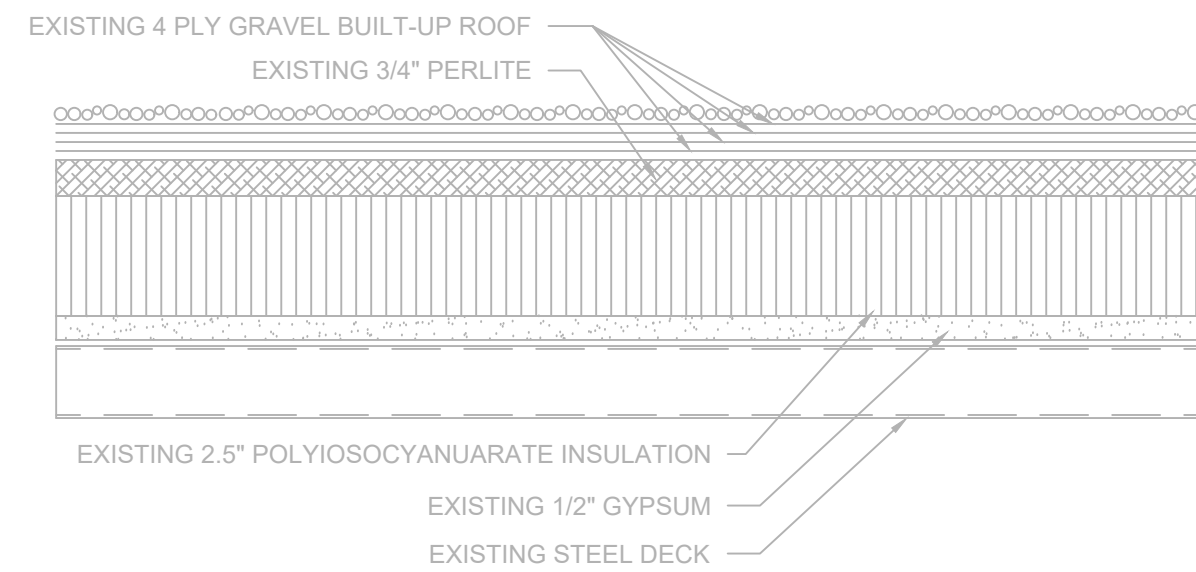 EXISTING 4 PLY GRAVEL BUILT-UP ROOF
EXISTING 3/4" PERLITE
EXISTING 2.5" POLYIOSOCYANUARATE INSULATION
EXISTING 1/2" GYPSUM
EXISTING STEEL DECK